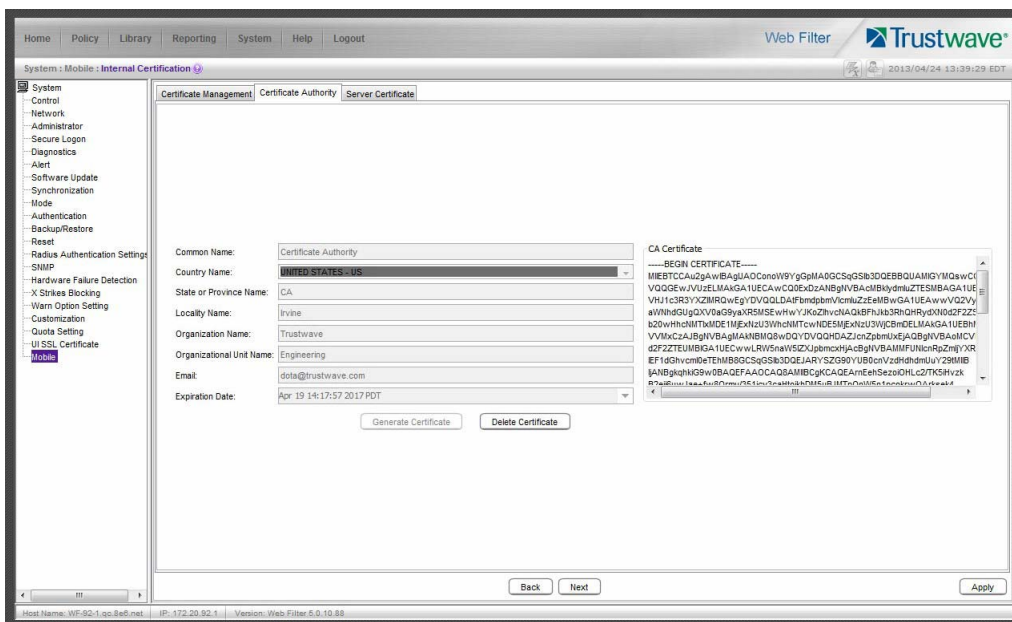 Home Policy Library Reporting System Help Logout
Web Filter
Trustwave®
System : Mobile : Internal Certification
2013/04/24 13:39:29 EDT
System
Control
Network
Administrator
Secure Logon
Diagnostics
Alert
Software Update
Synchronization
Mode
Authentication
Backup/Restore
Reset
Radius Authentication Settings
SNMP
Hardware Failure Detection
X Strikes Blocking
Warn Option Setting
Customization
Quota Setting
UI SSL Certificate
Mobile
Certificate Management Certificate Authority Server Certificate
Common Name: Certificate Authority
Country Name: UNITED STATES - US
State or Province Name: CA
Locality Name: Irvine
Organization Name: Trustwave
Organizational Unit Name: Engineering
Email: dota@trustwave.com
Expiration Date: Apr 19 14:17:57 2017 PDT
Generate Certificate Delete Certificate
CA Certificate
-----BEGIN CERTIFICATE-----
Back Next
Apply
Host Name: WF-92-1.qc.8e6.net IP: 172.20.92.1 Version: Web Filter 5.0.10.88